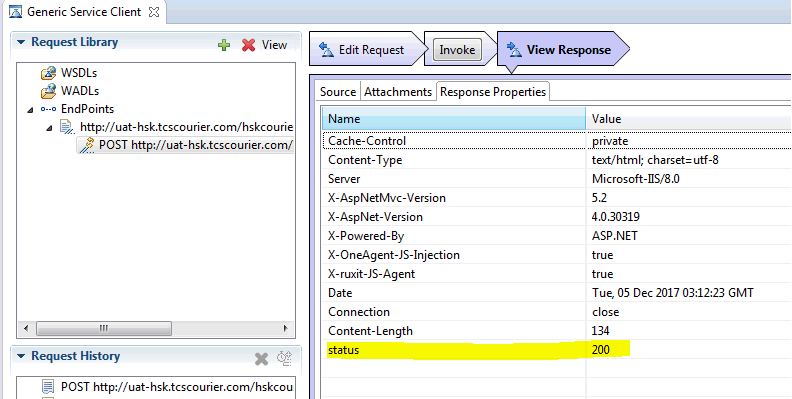 Generic Service Client
Request Library
View
WSDLs
WADLs
EndPoints
http://uat-hsk.tcscourier.com/hskcourie
POST http://uat-hsk.tcscourier.com/
Request History
POST http://uat-hsk.tcscourier.com/hskcou
Edit Request
Invoke
View Response
Source Attachments Response Properties
Name Value
Cache-Control private
Content-Type text/html; charset=utf-8
Server Microsoft-IIS/8.0
X-AspNetMvc-Version 5.2
X-AspNet-Version 4.0.30319
X-Powered-By ASP.NET
X-OneAgent-JS-Injection true
X-ruxit-JS-Agent true
Date Tue, 05 Dec 2017 03:12:23 GMT
Connection close
Content-Length 134
status 200